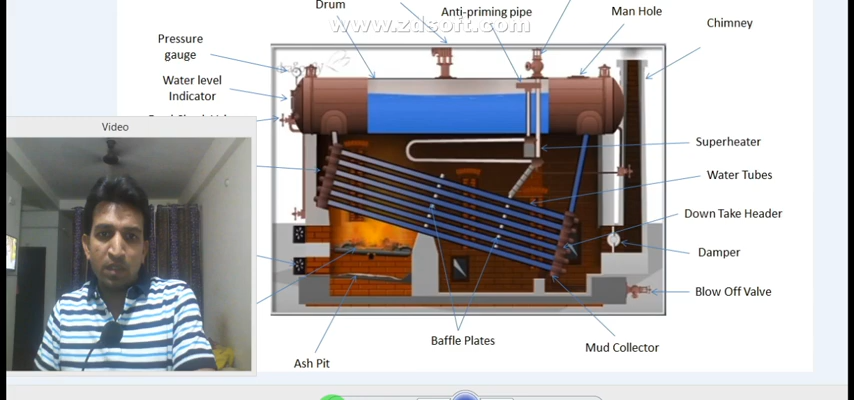 Drum
www.zdsoft.com
Anti-priming pipe
Man Hole
Chimney
Pressure
gauge
Water level
Indicator
Video
Superheater
Water Tubes
Down Take Header
Damper
Blow Off Valve
Baffle Plates
Mud Collector
Ash Pit